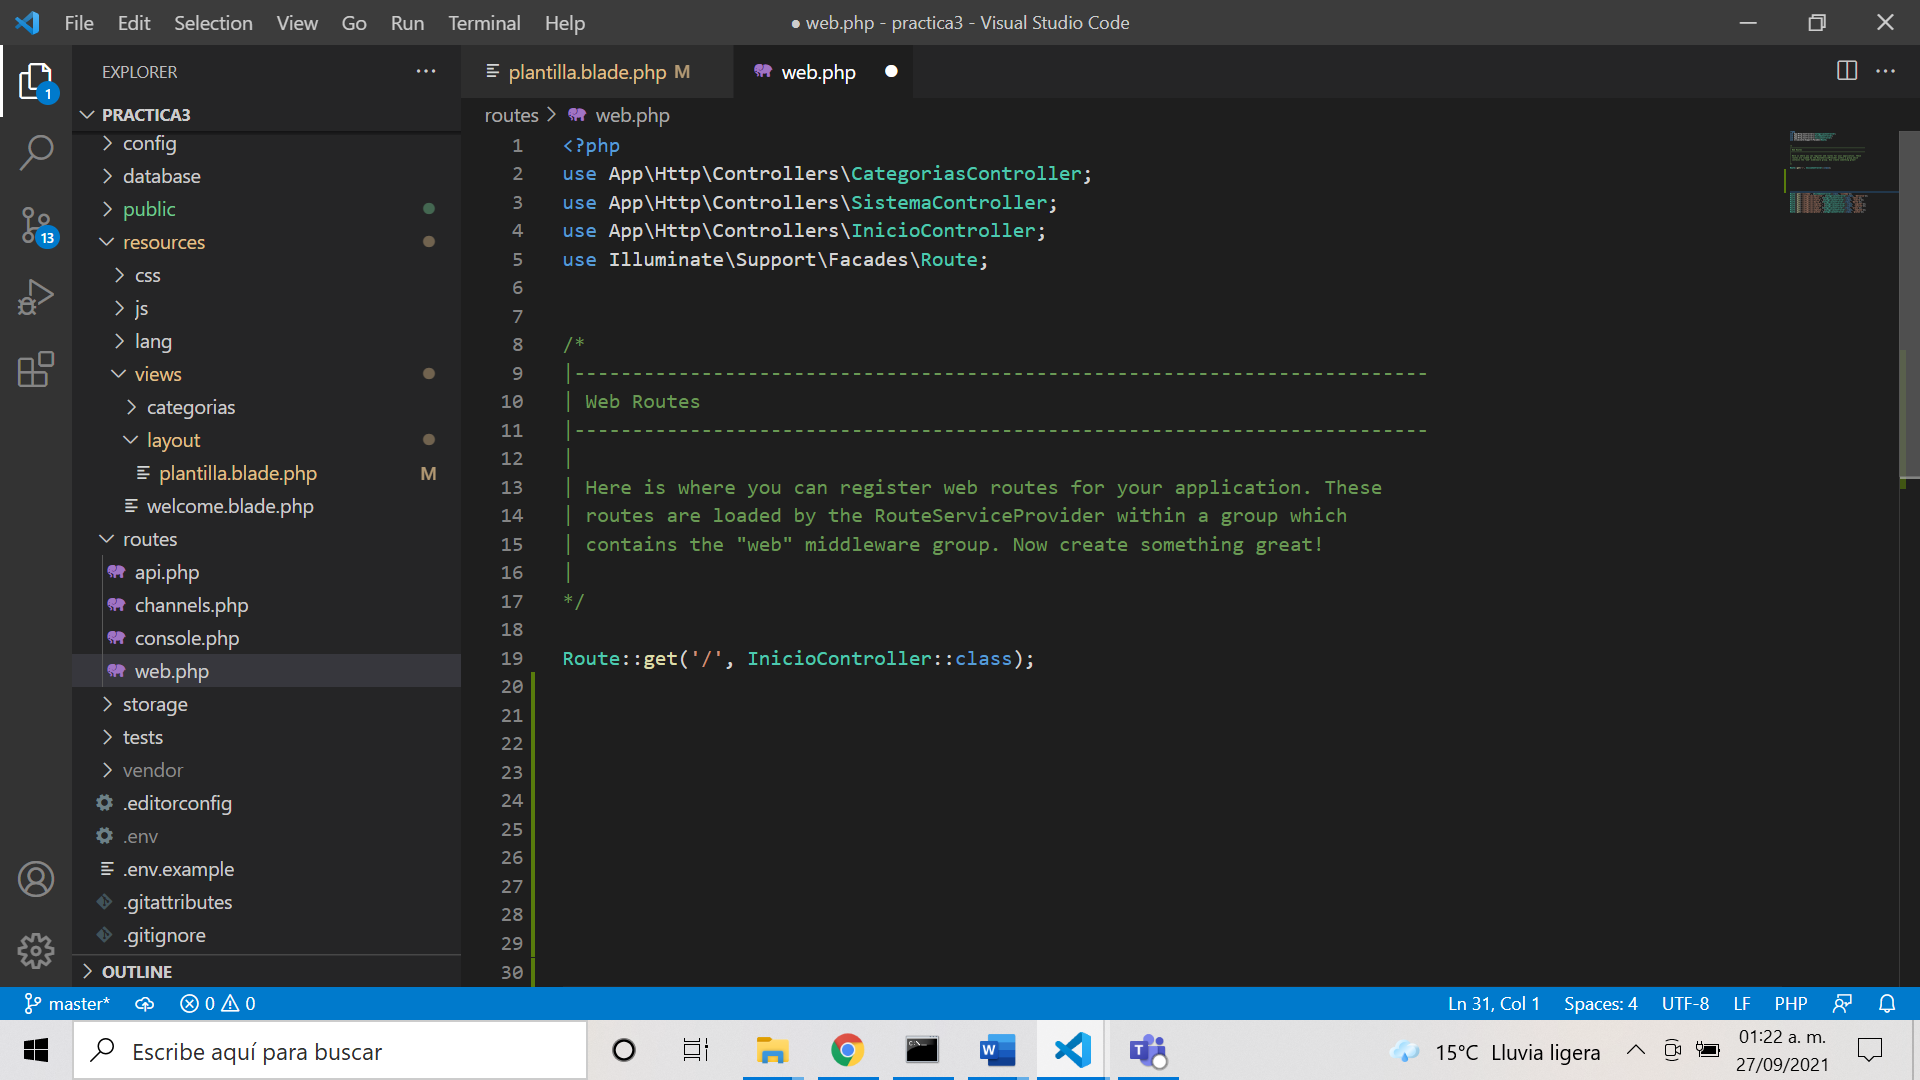 File Edit Selection View Go Run Terminal Help
● web.php - practica3 - Visual Studio Code
EXPLORER
PRACTICA3
config
database
public
resources
css
js
lang
views
categorias
layout
plantilla.blade.php M
welcome.blade.php
routes
api.php
channels.php
console.php
web.php
storage
tests
vendor
.editorconfig
.env
.env.example
.gitattributes
.gitignore
OUTLINE
1
13
plantilla.blade.php M
web.php
routes > web.php
1 <?php
2 use App\Http\Controllers\CategoriasController;
3 use App\Http\Controllers\SistemaController;
4 use App\Http\Controllers\InicioController;
5 use Illuminate\Support\Facades\Route;
6
7
8 /*
9 |--------------------------------------------------------------------------
10 | Web Routes
11 |--------------------------------------------------------------------------
12 |
13 | Here is where you can register web routes for your application. These
14 | routes are loaded by the RouteServiceProvider within a group which
15 | contains the "web" middleware group. Now create something great!
16 |
17 */
18
19 Route::get('/', InicioController::class);
20
21
22
23
24
25
26
27
28
29
30
master* 0 0
Ln 31, Col 1 Spaces: 4 UTF-8 LF PHP
Escribe aquí para buscar
15°C Lluvia ligera
01:22 a. m.
27/09/2021